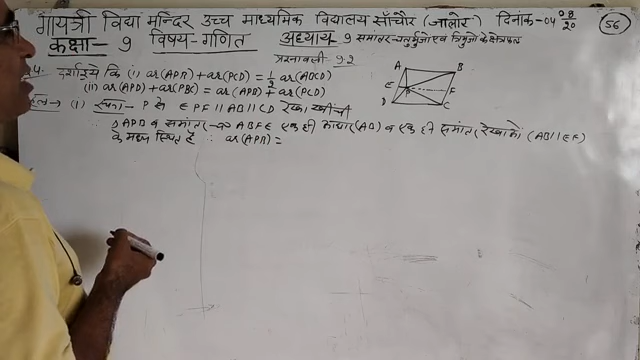 गायत्री विद्या मन्दिर उच्च माध्यमिक विद्यालय साँचौर (जालोर) दिनांक-04 08 20
56
कक्षा- 9 विषय-गणित अध्याय 9 समांतर-चतुर्भुजो एवं त्रिभुजो के क्षेत्रफल
प्रश्नावली 9.2
4. दर्शाइये कि (i) ar(APB) + ar(PCD) = 1/2 ar(ABCD)
(ii) ar(APD) + ar(PBC) = ar(APB) + ar(PCD)
A B
E P F
D C
हल → (i) रचना- P से EPF || AB || CD रेखा खींची
∆ APB व समांतर ABFE एक ही आधार (AB) व एक ही समांतर रेखाओं (AB || EF)
के मध्य स्थित है ∴ ar(APB) =